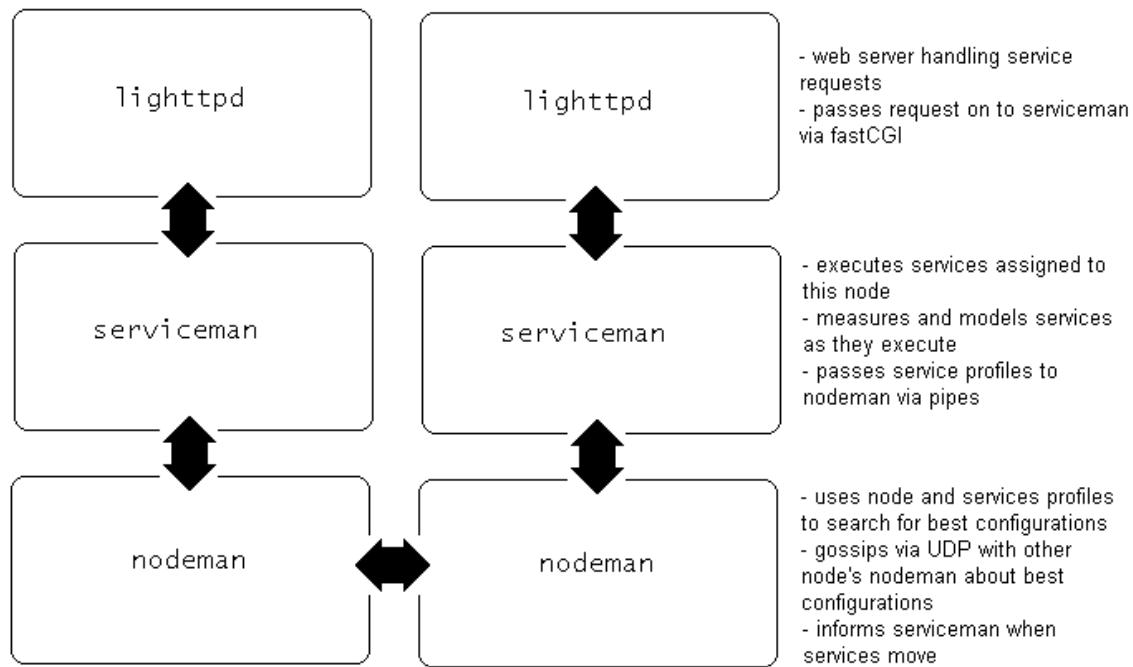 lighttpd
lighttpd
- web server handling service
requests
- passes request on to serviceman
via fastCGI
serviceman
serviceman
- executes services assigned to
this node
- measures and models services
as they execute
- passes service profiles to
nodeman via pipes
nodeman
nodeman
- uses node and services profiles
to search for best configurations
- gossips via UDP with other
node's nodeman about best
configurations
- informs serviceman when
services move